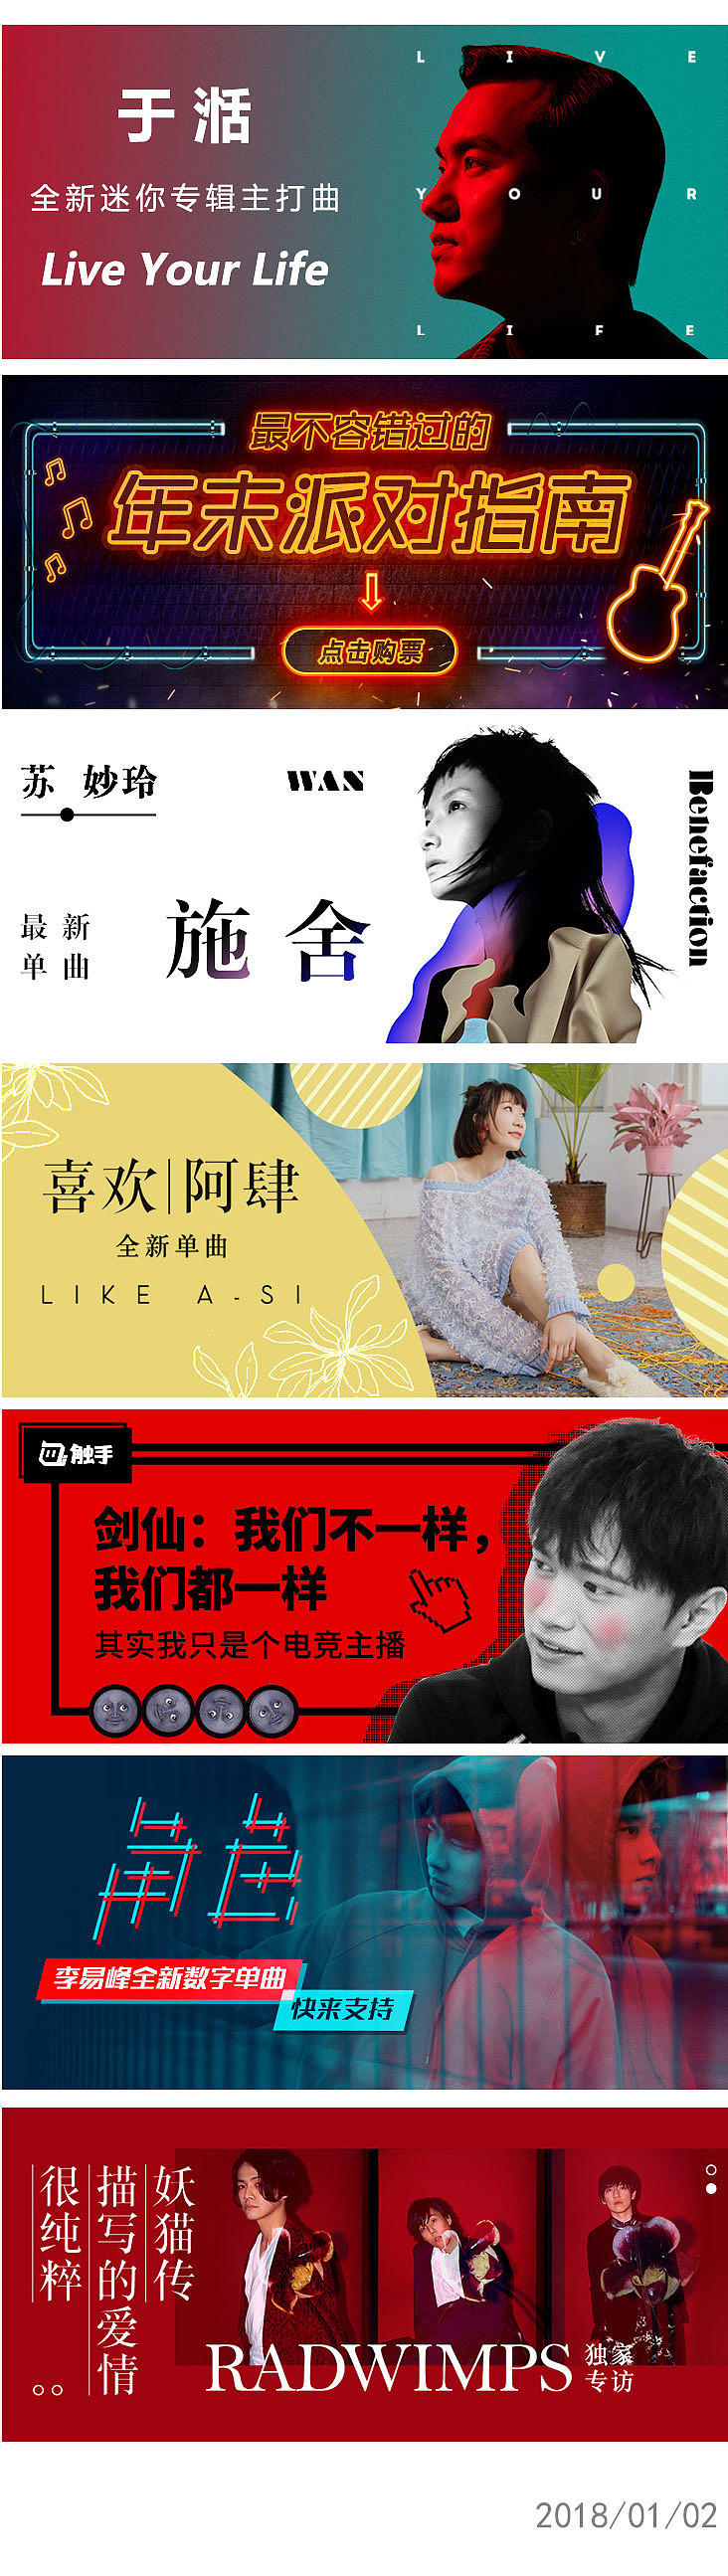 于湉
全新迷你专辑主打曲
Live Your Life
L I V E
Y O U R
L I F E
最不容错过的
年末派对指南
点击购票
苏 妙玲
WAN
最新
单曲
施舍
Benefaction
喜欢|阿肆
全新单曲
LIKE A-SI
触手
剑仙：我们不一样，
我们都一样
其实我只是个电竞主播
角色
李易峰全新数字单曲
快来支持
妖猫传
描写的爱情
很纯粹
RADWIMPS
独家
专访
2018/01/02